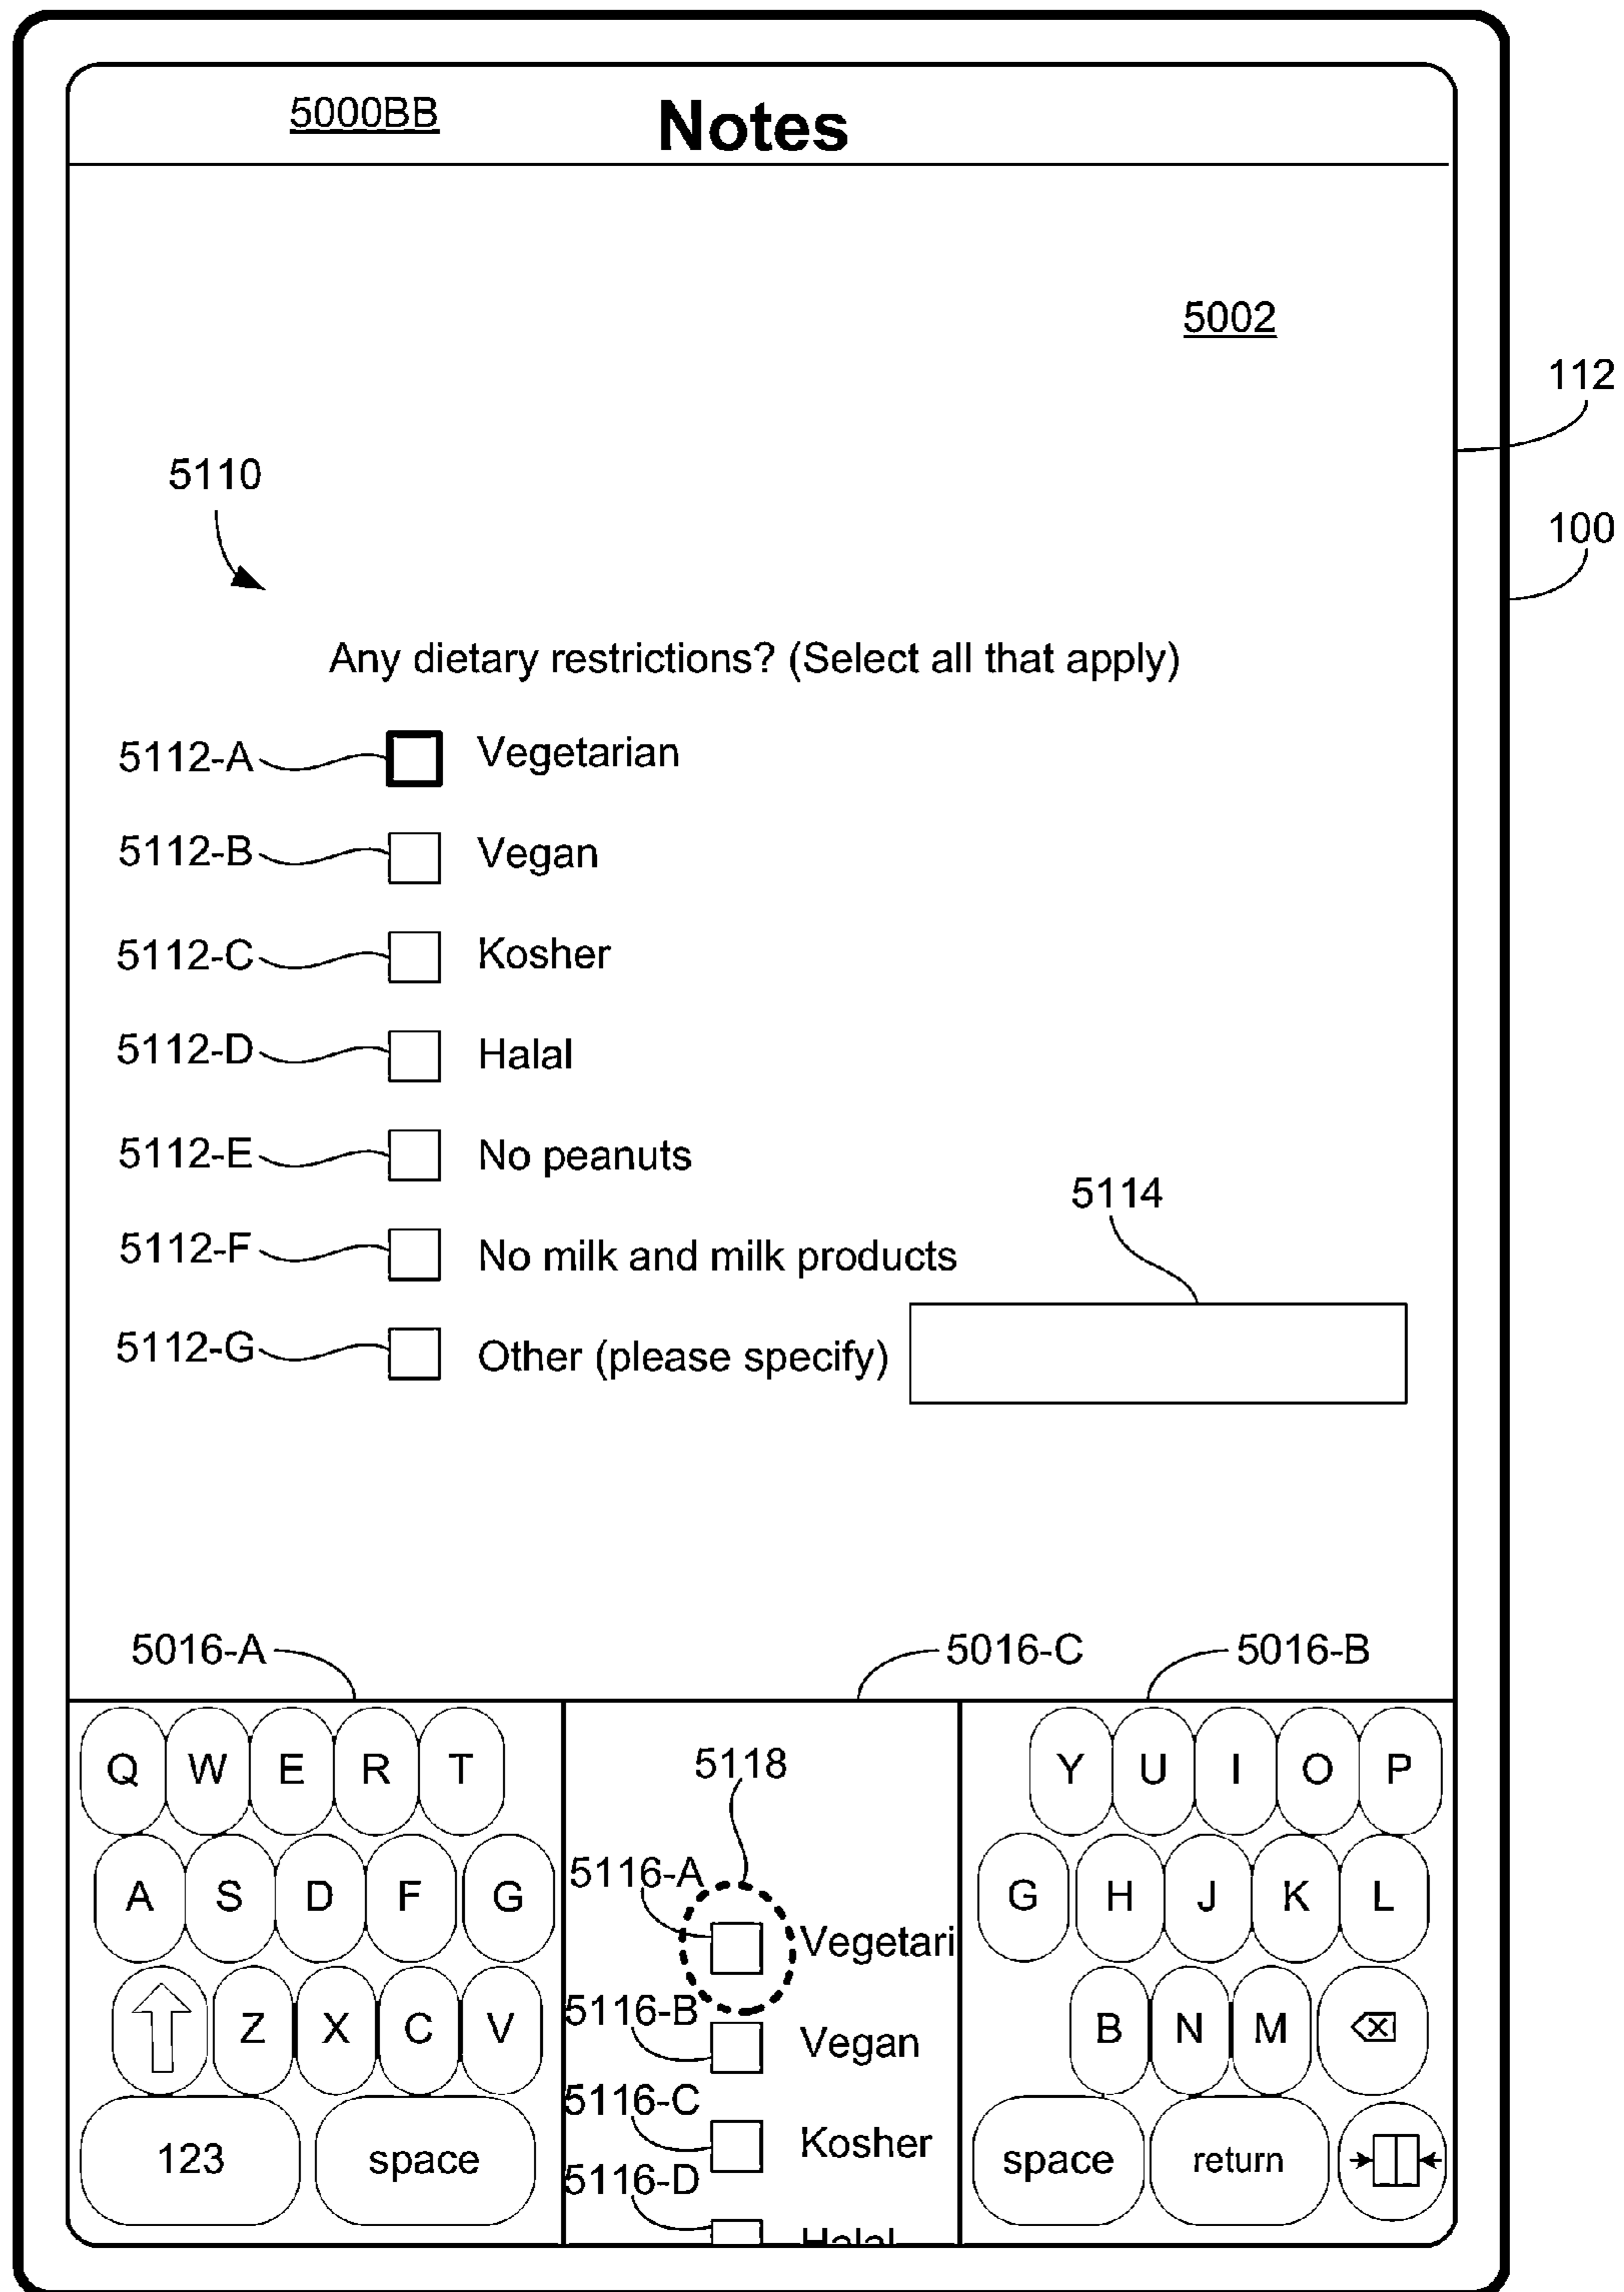 5000BB Notes
5002
112
5110
100
Any dietary restrictions? (Select all that apply)
5112-A Vegetarian
5112-B Vegan
5112-C Kosher
5112-D Halal
5112-E No peanuts
5114
5112-F No milk and milk products
5112-G Other (please specify)
5016-A 5016-C 5016-B
Q W E R T 5118 Y U I O P
5116-A
A S D F G Vegetari G H J K L
5116-B
Z X C V Vegan B N M
5116-C
123 space Kosher space return
5116-D
Halal